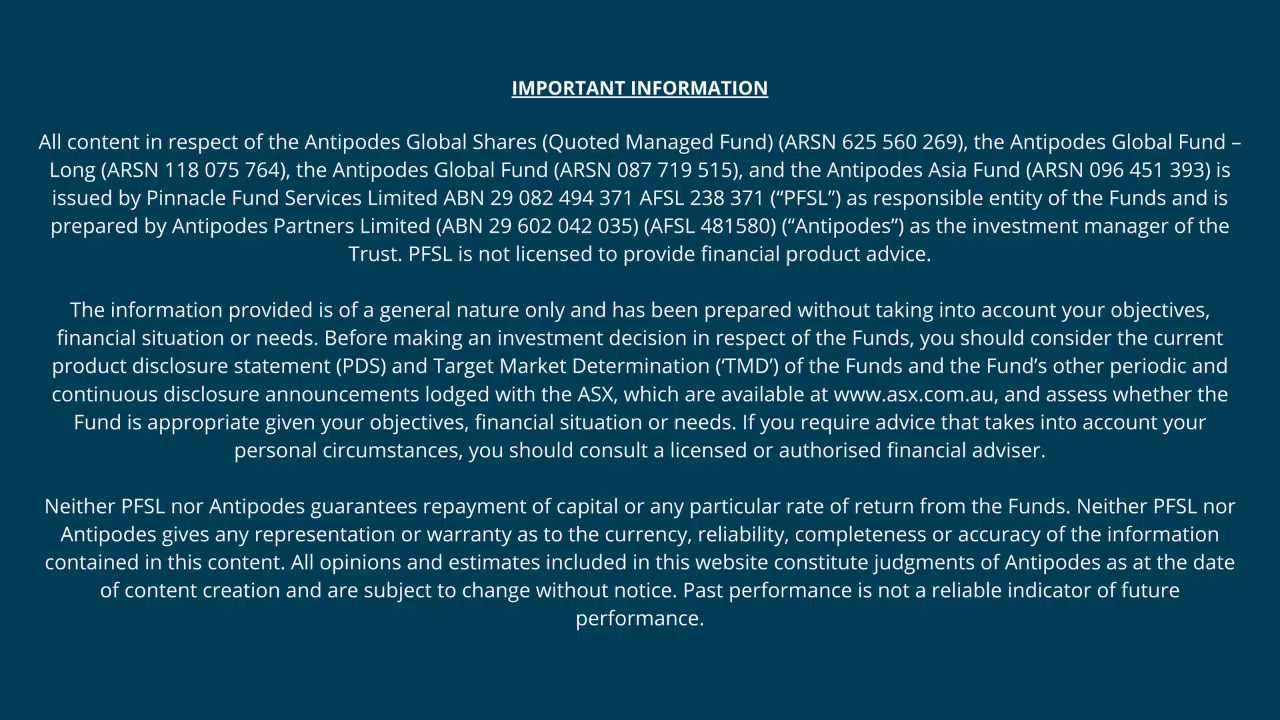 IMPORTANT INFORMATION
All content in respect of the Antipodes Global Shares (Quoted Managed Fund) (ARSN 625 560 269), the Antipodes Global Fund –
Long (ARSN 118 075 764), the Antipodes Global Fund (ARSN 087 719 515), and the Antipodes Asia Fund (ARSN 096 451 393) is
issued by Pinnacle Fund Services Limited ABN 29 082 494 371 AFSL 238 371 (“PFSL”) as responsible entity of the Funds and is
prepared by Antipodes Partners Limited (ABN 29 602 042 035) (AFSL 481580) (“Antipodes”) as the investment manager of the
Trust. PFSL is not licensed to provide financial product advice.
The information provided is of a general nature only and has been prepared without taking into account your objectives,
financial situation or needs. Before making an investment decision in respect of the Funds, you should consider the current
product disclosure statement (PDS) and Target Market Determination (‘TMD’) of the Funds and the Fund’s other periodic and
continuous disclosure announcements lodged with the ASX, which are available at www.asx.com.au, and assess whether the
Fund is appropriate given your objectives, financial situation or needs. If you require advice that takes into account your
personal circumstances, you should consult a licensed or authorised financial adviser.
Neither PFSL nor Antipodes guarantees repayment of capital or any particular rate of return from the Funds. Neither PFSL nor
Antipodes gives any representation or warranty as to the currency, reliability, completeness or accuracy of the information
contained in this content. All opinions and estimates included in this website constitute judgments of Antipodes as at the date
of content creation and are subject to change without notice. Past performance is not a reliable indicator of future
performance.